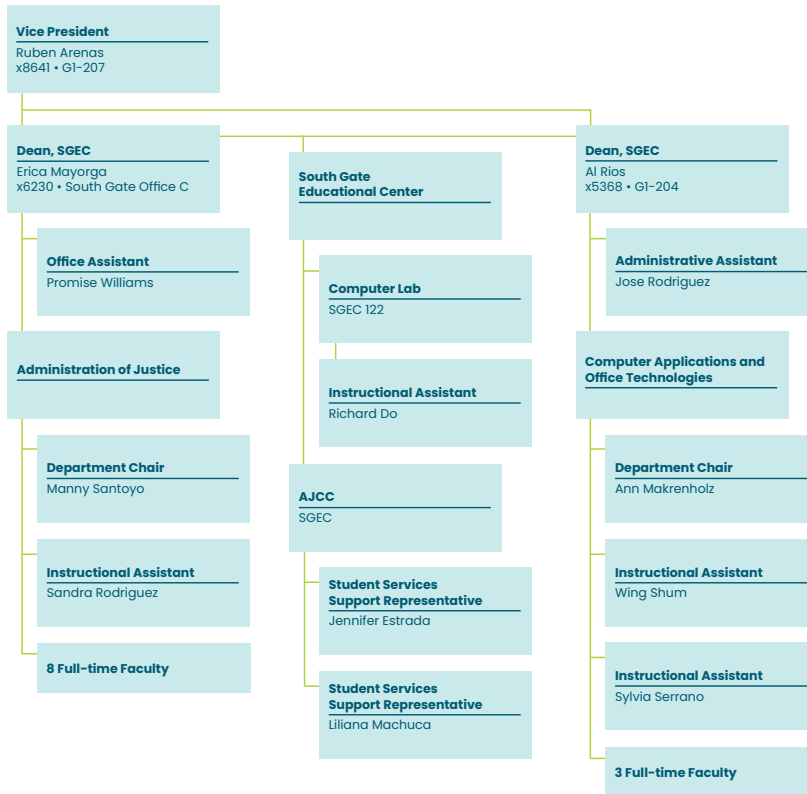 Vice President
Ruben Arenas
x8641 • G1-207
Dean, SGEC
Erica Mayorga
x6230 • South Gate Office C
Office Assistant
Promise Williams
Administration of Justice
Department Chair
Manny Santoyo
Instructional Assistant
Sandra Rodriguez
8 Full-time Faculty
South Gate
Educational Center
Computer Lab
SGEC 122
Instructional Assistant
Richard Do
AJCC
SGEC
Student Services
Support Representative
Jennifer Estrada
Student Services
Support Representative
Liliana Machuca
Dean, SGEC
Al Rios
x5368 • G1-204
Administrative Assistant
Jose Rodriguez
Computer Applications and
Office Technologies
Department Chair
Ann Makrenholz
Instructional Assistant
Wing Shum
Instructional Assistant
Sylvia Serrano
3 Full-time Faculty